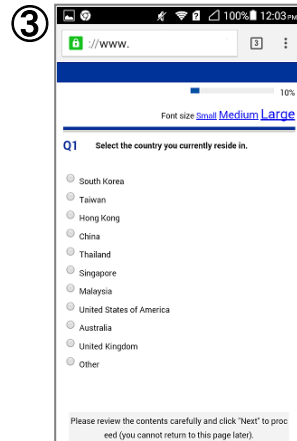 ③
100% 12:03 PM
://www.
3
10%
Font size Small Medium Large
Q1 Select the country you currently reside in.
South Korea
Taiwan
Hong Kong
China
Thailand
Singapore
Malaysia
United States of America
Australia
United Kingdom
Other
Please review the contents carefully and click "Next" to proc
eed (you cannot return to this page later).